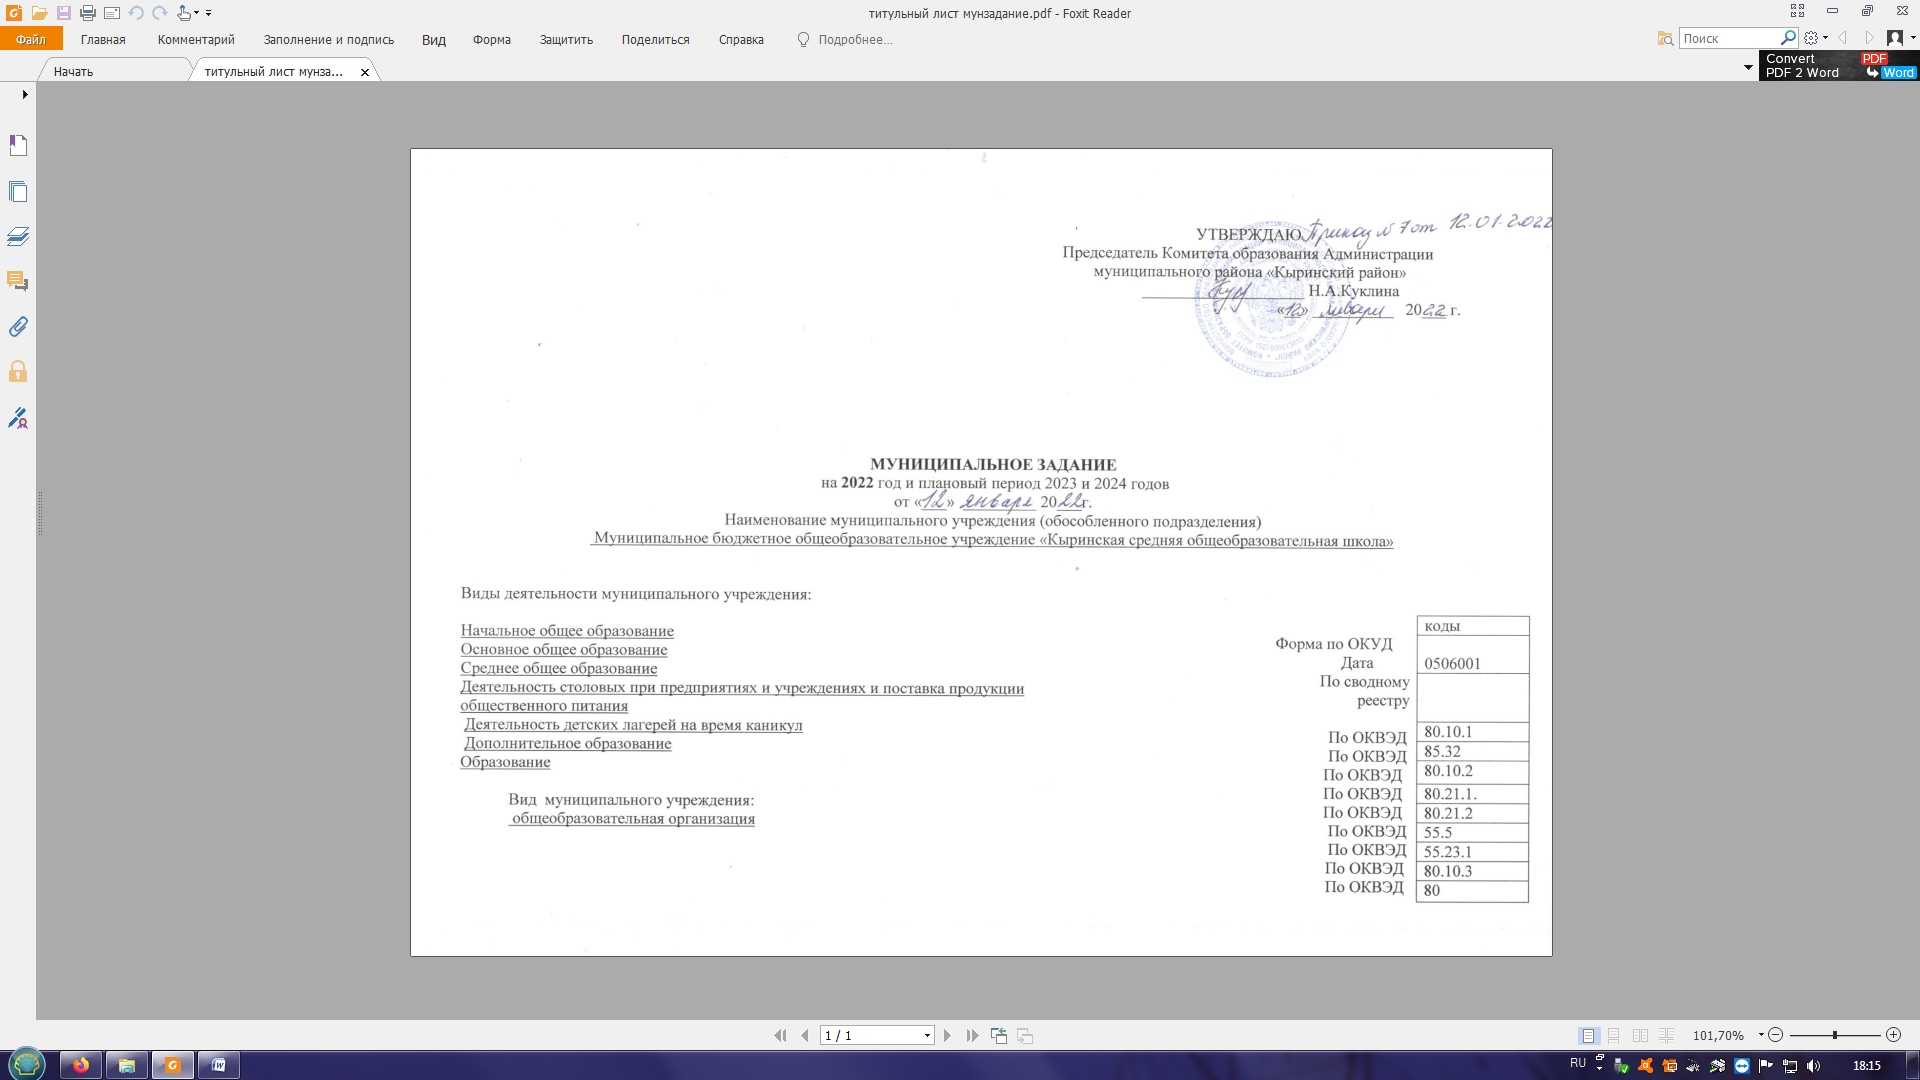 титульный лист мунзадание.pdf - Foxit Reader
Файл Главная Комментарий Заполнение и подпись Вид Форма Защитить Поделиться Справка Подробнее... Поиск
Начать титульный лист мунза...
Convert PDF
PDF 2 Word Word
УТВЕРЖДАЮ Приказ № 7 от 12.01.2022
Председатель Комитета образования Администрации
муниципального района «Кыринский район»
Н.А.Куклина
«12» января 2022 г.
МУНИЦИПАЛЬНОЕ ЗАДАНИЕ
на 2022 год и плановый период 2023 и 2024 годов
от «12» января 2022г.
Наименование муниципального учреждения (обособленного подразделения)
Муниципальное бюджетное общеобразовательное учреждение «Кыринская средняя общеобразовательная школа»
Виды деятельности муниципального учреждения:
Начальное общее образование
Основное общее образование
Среднее общее образование
Деятельность столовых при предприятиях и учреждениях и поставка продукции
общественного питания
Деятельность детских лагерей на время каникул
Дополнительное образование
Образование
Вид муниципального учреждения:
общеобразовательная организация
коды
Форма по ОКУД
Дата 0506001
По сводному
реестру
По ОКВЭД 80.10.1
По ОКВЭД 85.32
По ОКВЭД 80.10.2
По ОКВЭД 80.21.1.
По ОКВЭД 80.21.2
По ОКВЭД 55.5
По ОКВЭД 55.23.1
По ОКВЭД 80.10.3
По ОКВЭД 80
1 / 1 101,70%
RU 18:15